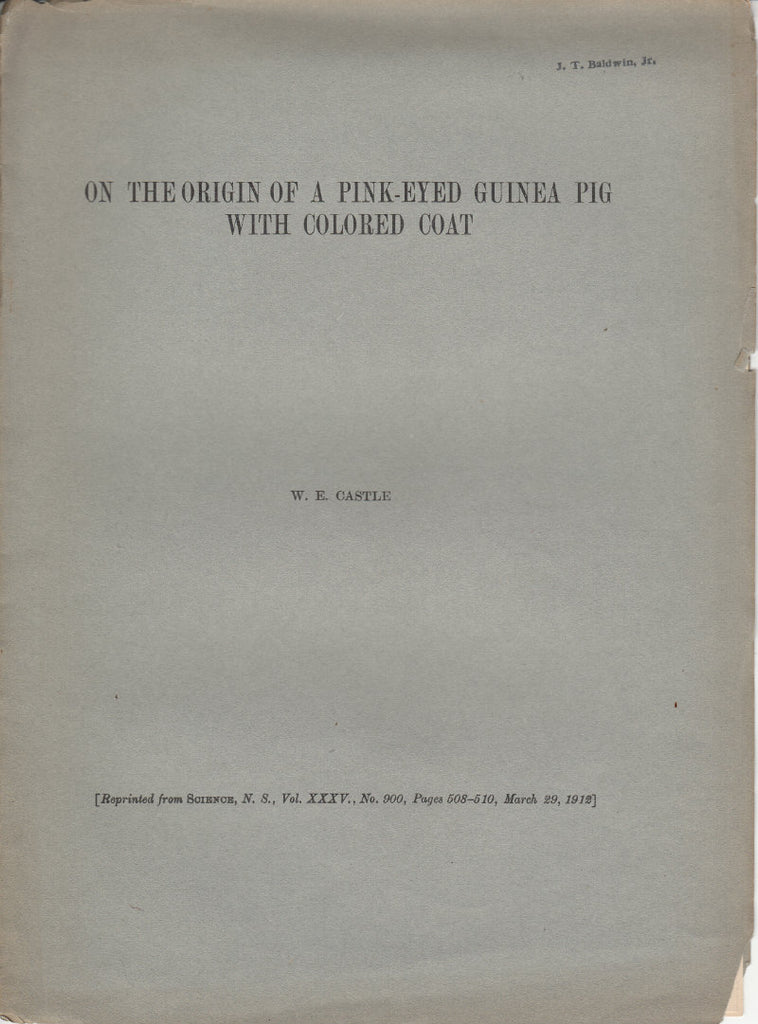 J. T. Baldwin, Jr.
ON THE ORIGIN OF A PINK-EYED GUINEA PIG
WITH COLORED COAT
W. E. CASTLE
[Reprinted from SCIENCE, N. S., Vol. XXXV., No. 900, Pages 508–510, March 29, 1912]